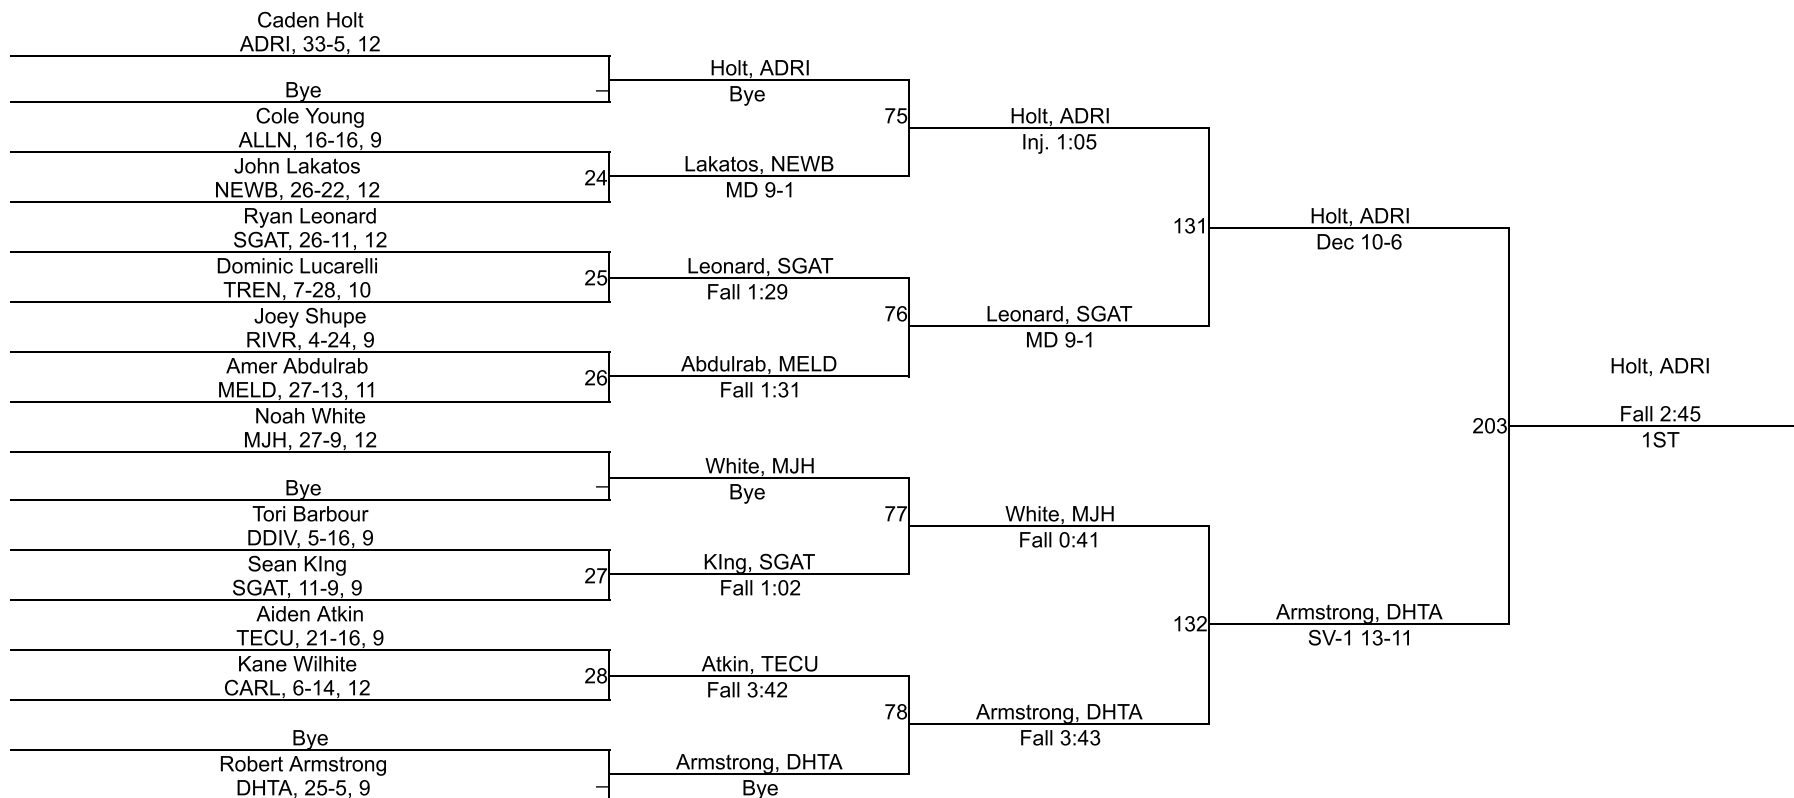 Caden Holt
ADRI, 33-5, 12
Bye
Cole Young
ALLN, 16-16, 9
John Lakatos
NEWB, 26-22, 12
Ryan Leonard
SGAT, 26-11, 12
Dominic Lucarelli
TREN, 7-28, 10
Joey Shupe
RIVR, 4-24, 9
Amer Abdulrab
MELD, 27-13, 11
Noah White
MJH, 27-9, 12
Bye
Tori Barbour
DDIV, 5-16, 9
Sean KIng
SGAT, 11-9, 9
Aiden Atkin
TECU, 21-16, 9
Kane Wilhite
CARL, 6-14, 12
Bye
Robert Armstrong
DHTA, 25-5, 9
24
25
26
27
28
Holt, ADRI
Bye
Lakatos, NEWB
MD 9-1
Leonard, SGAT
Fall 1:29
Abdulrab, MELD
Fall 1:31
White, MJH
Bye
KIng, SGAT
Fall 1:02
Atkin, TECU
Fall 3:42
Armstrong, DHTA
Bye
75
76
77
78
Holt, ADRI
Inj. 1:05
Leonard, SGAT
MD 9-1
White, MJH
Fall 0:41
Armstrong, DHTA
Fall 3:43
131
132
Holt, ADRI
Dec 10-6
Armstrong, DHTA
SV-1 13-11
203
Holt, ADRI
Fall 2:45
1ST